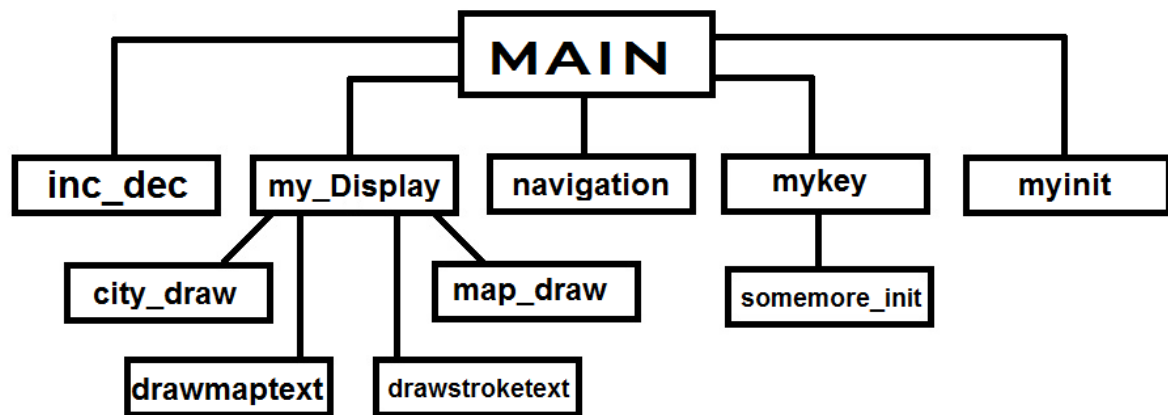 MAIN
inc_dec
my_Display
navigation
mykey
myinit
city_draw
map_draw
somemore_init
drawmaptext
drawstroketext